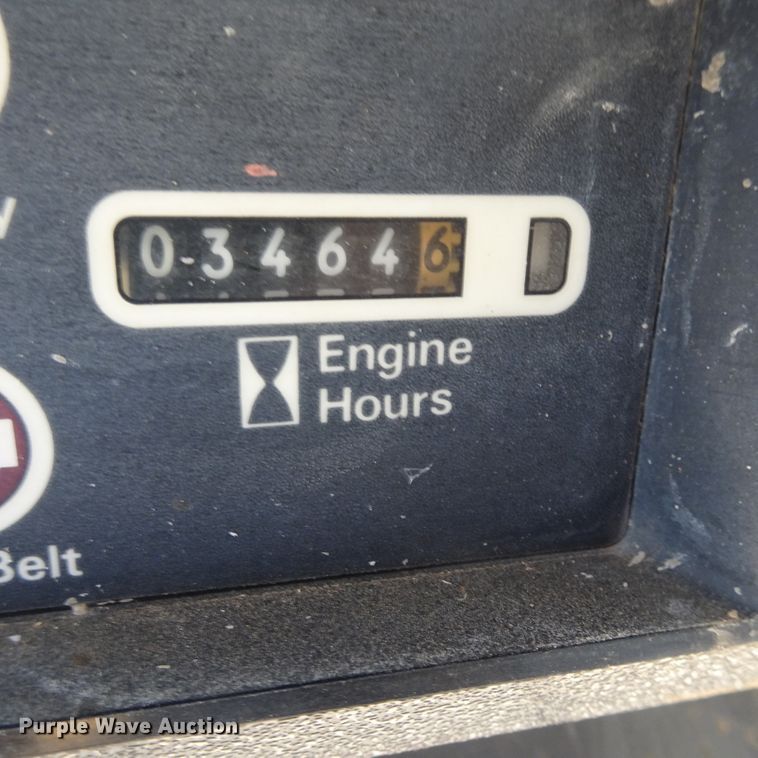 w
034646
Engine
Hours
Belt
Purple Wave Auction